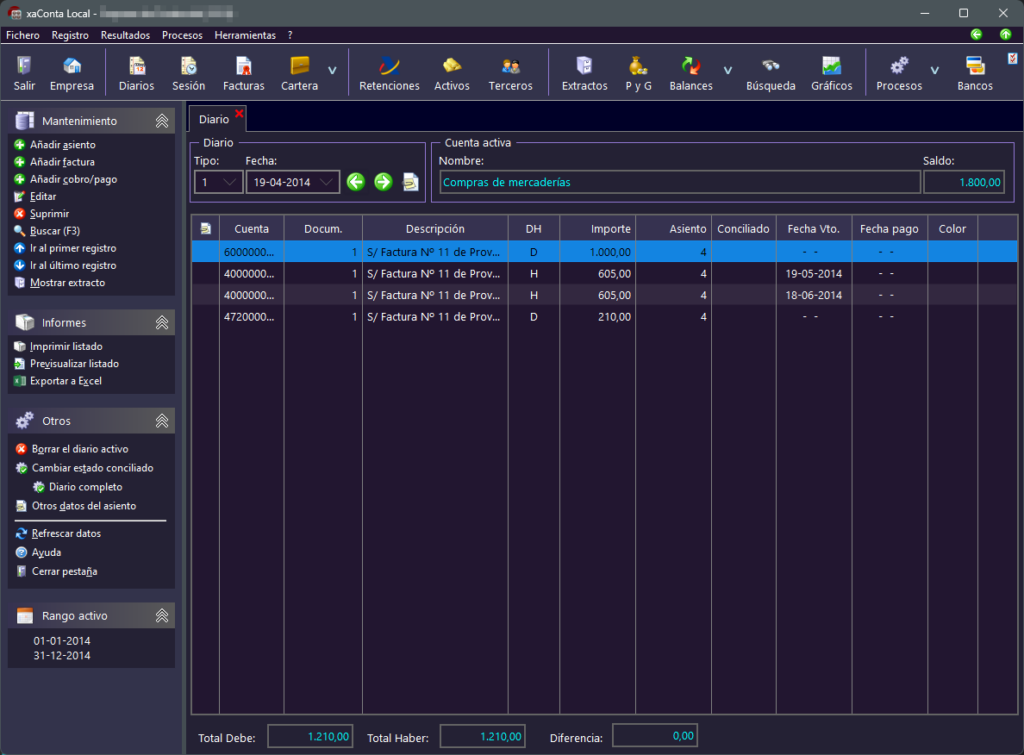 xaConta Local -
Fichero Registro Resultados Procesos Herramientas ?
Salir Empresa Diarios Sesión Facturas Cartera Retenciones Activos Terceros Extractos P y G Balances Búsqueda Gráficos Procesos Bancos
Mantenimiento
Añadir asiento
Añadir factura
Añadir cobro/pago
Editar
Suprimir
Buscar (F3)
Ir al primer registro
Ir al último registro
Mostrar extracto
Informes
Imprimir listado
Previsualizar listado
Exportar a Excel
Otros
Borrar el diario activo
Cambiar estado conciliado
Diario completo
Otros datos del asiento
Refrescar datos
Ayuda
Cerrar pestaña
Rango activo
01-01-2014
31-12-2014
Diario
Diario
Tipo: Fecha:
1 19-04-2014
Cuenta activa
Nombre: Saldo:
Compras de mercaderías 1.800,00
Cuenta Docum. Descripción DH Importe Asiento Conciliado Fecha Vto. Fecha pago Color
6000000... 1 S/ Factura Nº 11 de Prov... D 1.000,00 4 - - - -
4000000... 1 S/ Factura Nº 11 de Prov... H 605,00 4 19-05-2014 - -
4000000... 1 S/ Factura Nº 11 de Prov... H 605,00 4 18-06-2014 - -
4720000... 1 S/ Factura Nº 11 de Prov... D 210,00 4 - - - -
Total Debe: 1.210,00 Total Haber: 1.210,00 Diferencia: 0,00